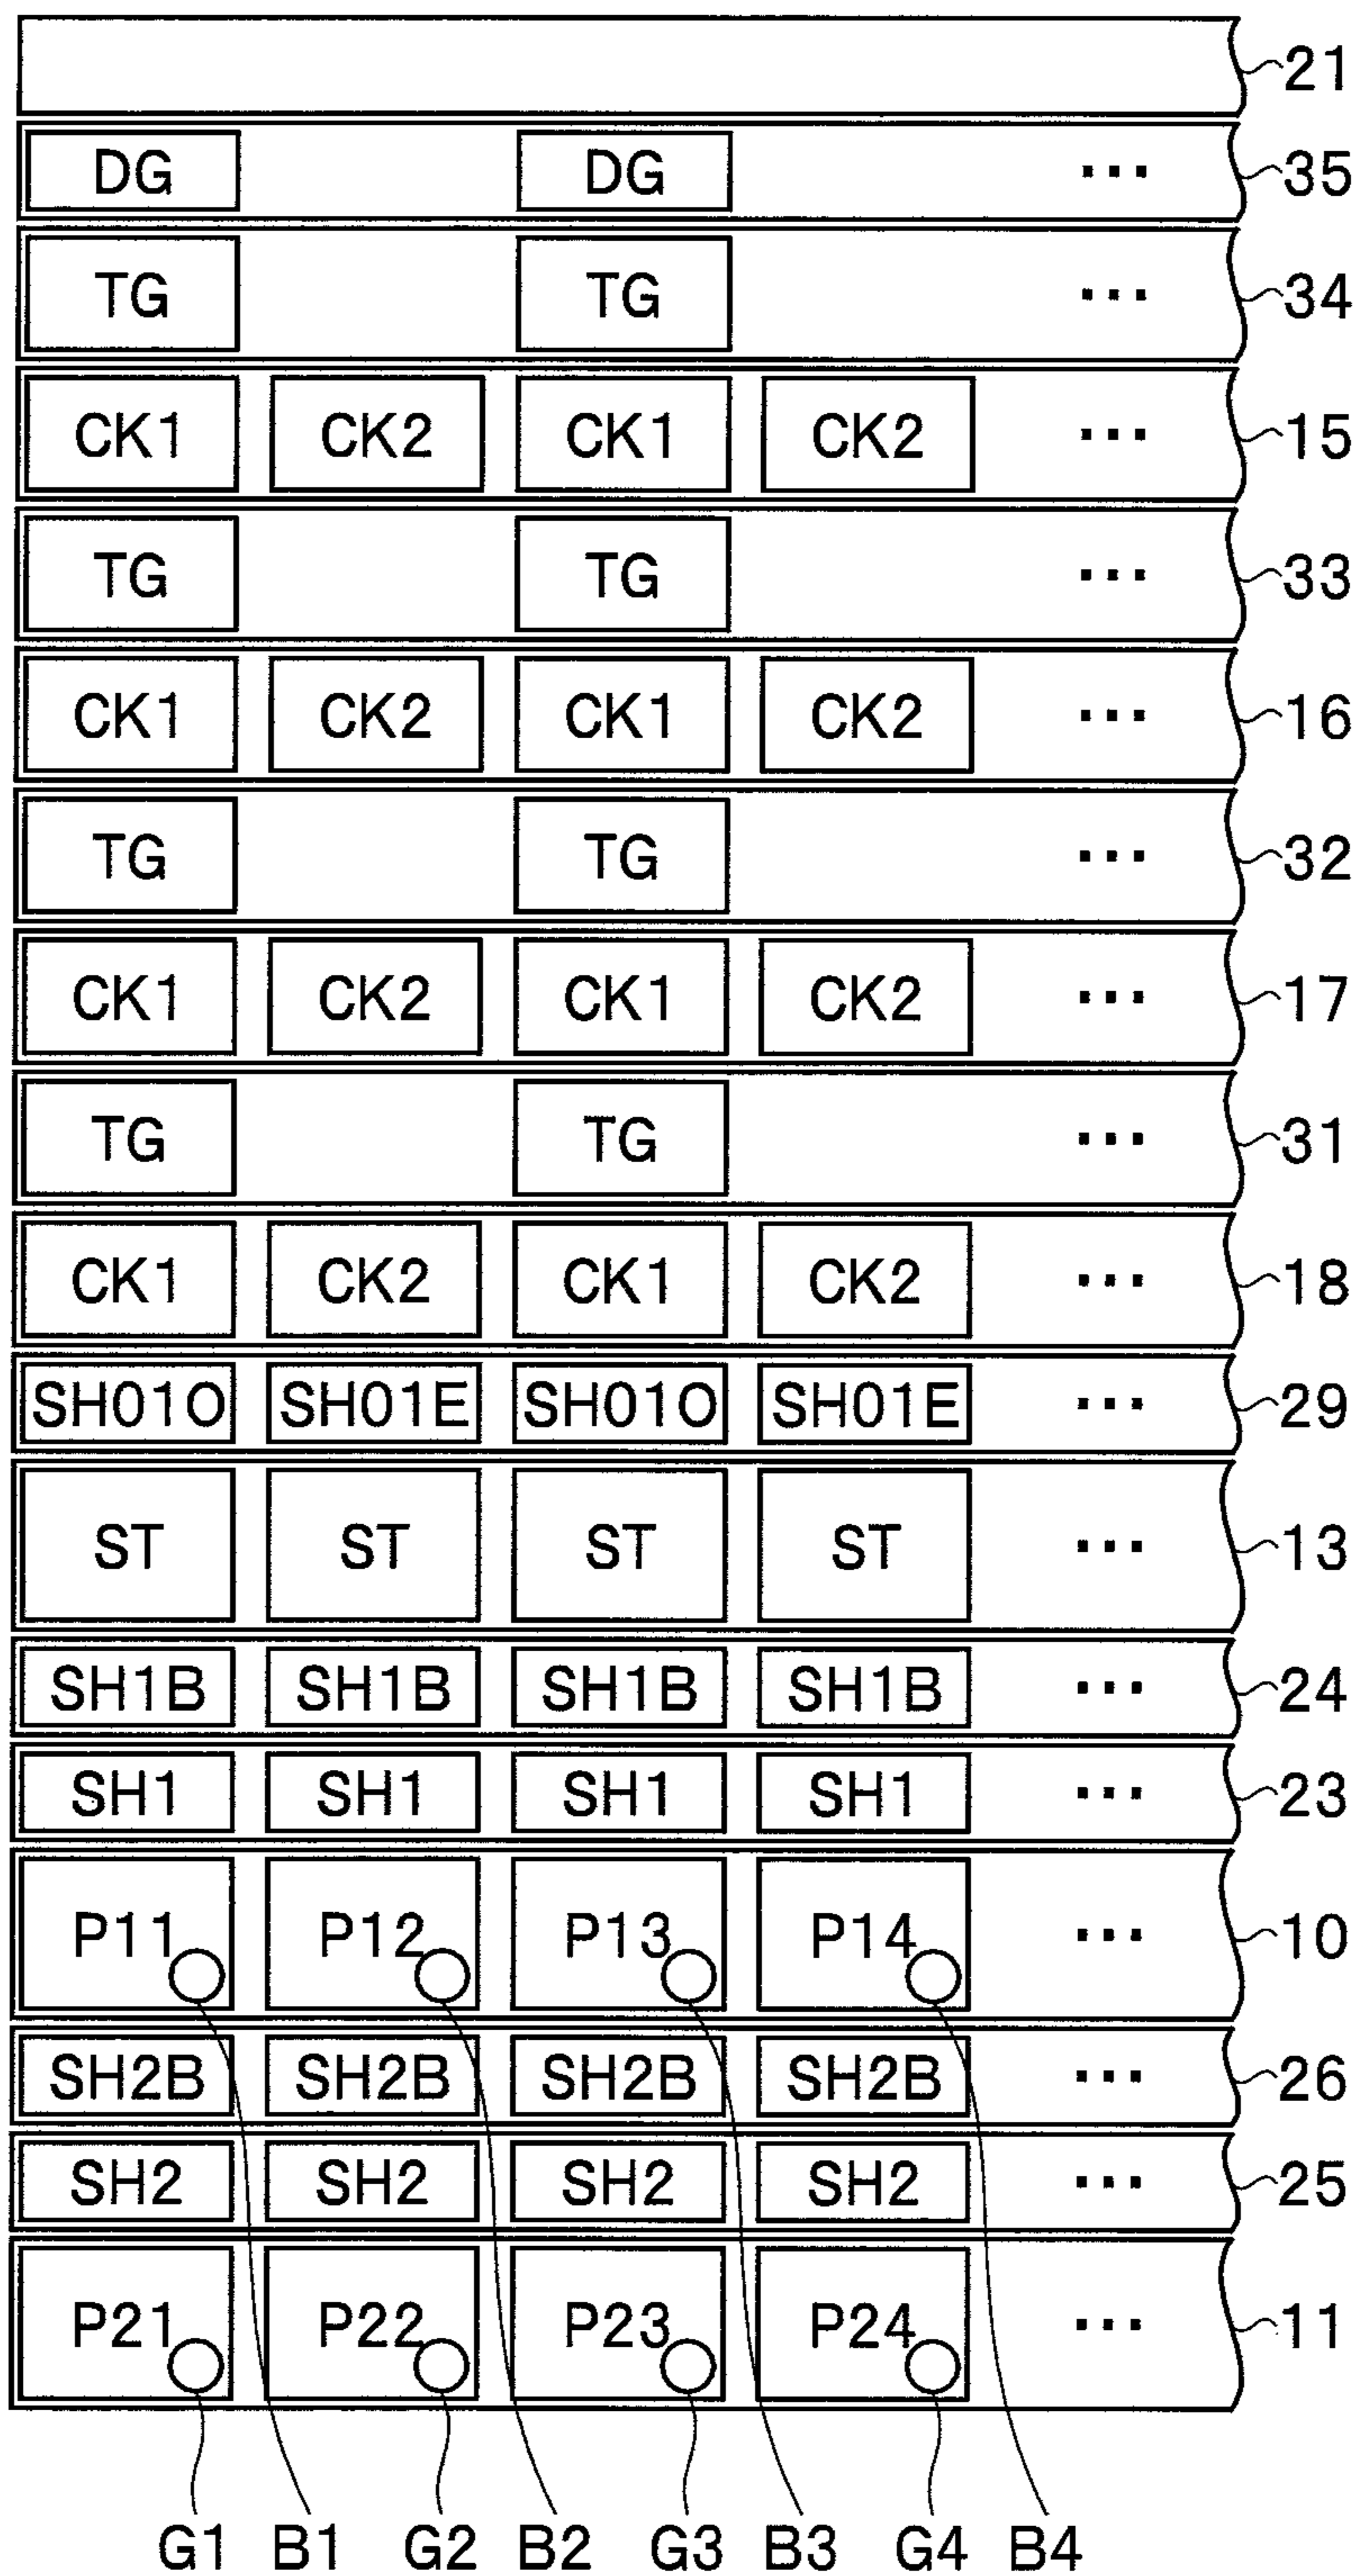 21
DG DG ... 35
TG TG ... 34
CK1 CK2 CK1 CK2 ... 15
TG TG ... 33
CK1 CK2 CK1 CK2 ... 16
TG TG ... 32
CK1 CK2 CK1 CK2 ... 17
TG TG ... 31
CK1 CK2 CK1 CK2 ... 18
SH01O SH01E SH01O SH01E ... 29
ST ST ST ST ... 13
SH1B SH1B SH1B SH1B ... 24
SH1 SH1 SH1 SH1 ... 23
P11 P12 P13 P14 ... 10
SH2B SH2B SH2B SH2B ... 26
SH2 SH2 SH2 SH2 ... 25
P21 P22 P23 P24 ... 11
G1 B1 G2 B2 G3 B3 G4 B4